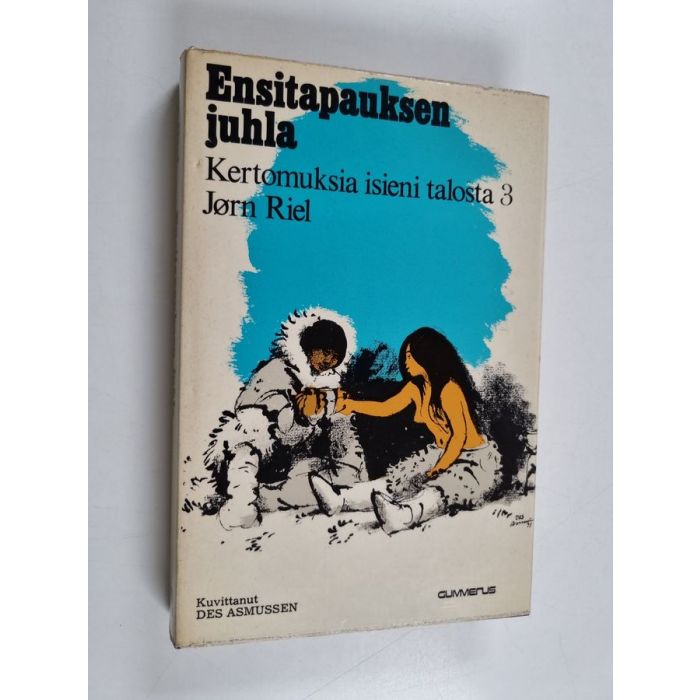 Ensitapauksen
juhla
Kertomuksia isieni talosta 3
Jørn Riel
Kuvittanut
DES ASMUSSEN
GUMMERUS